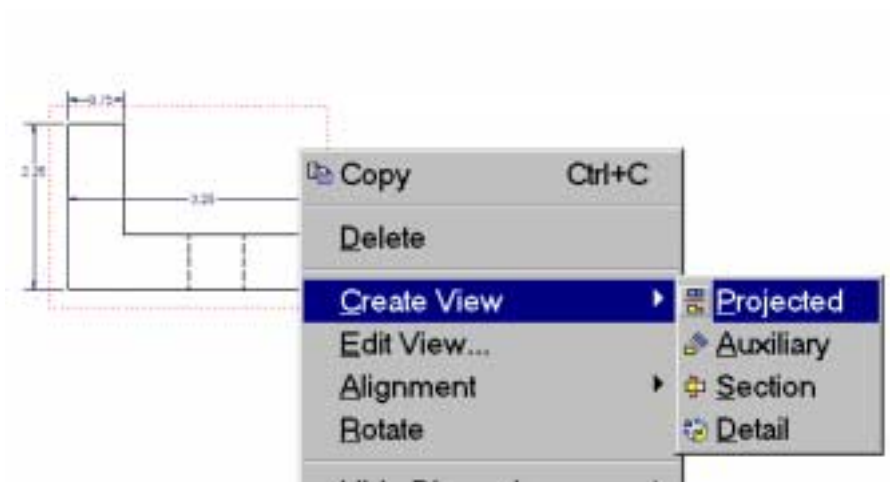 Copy Ctrl+C
Delete
Create View
Projected
Edit View...
Auxiliary
Alignment
Section
Rotate
Detail